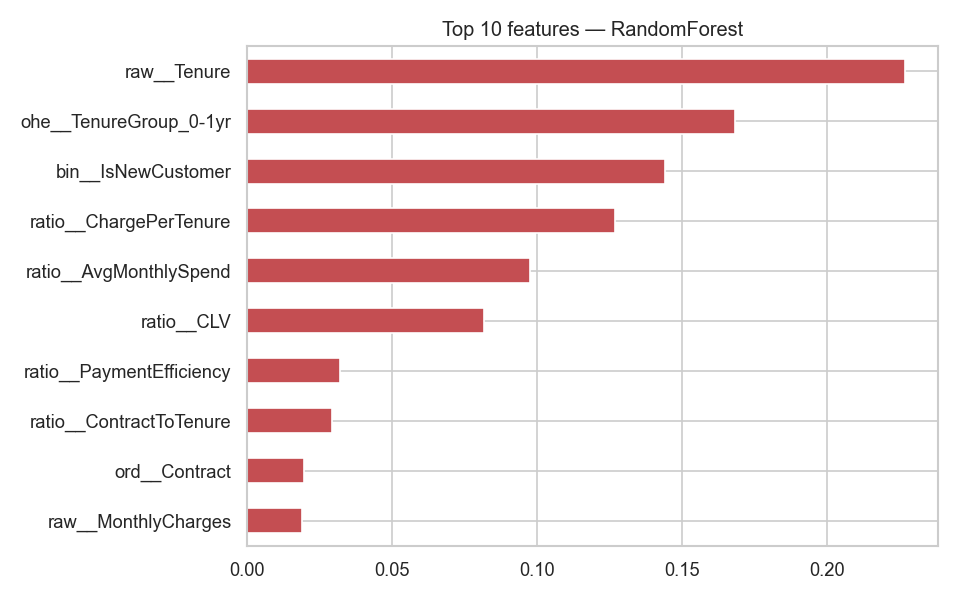 Top 10 features — RandomForest
raw__Tenure
ohe__TenureGroup_0-1yr
bin__IsNewCustomer
ratio__ChargePerTenure
ratio__AvgMonthlySpend
ratio__CLV
ratio__PaymentEfficiency
ratio__ContractToTenure
ord__Contract
raw__MonthlyCharges
0.00 0.05 0.10 0.15 0.20